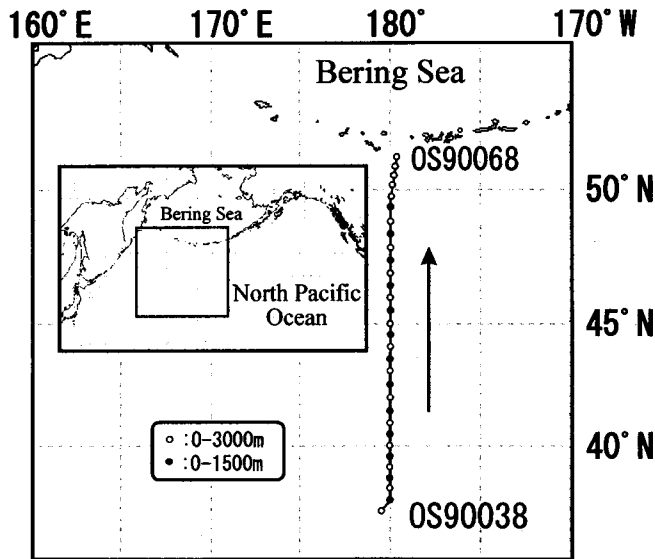 160°E 170°E 180° 170°W
Bering Sea
OS90068
50°N
Bering Sea
North Pacific
Ocean
45°N
○ :0-3000m
● :0-1500m
40°N
OS90038